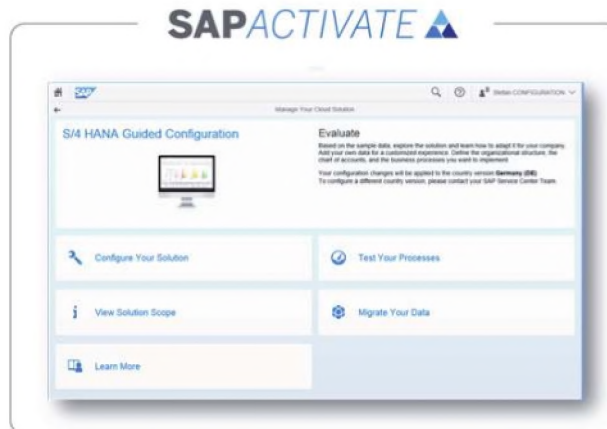 SAP ACTIVATE
SAP
Stefan CONFIGURATION
Manage Your Cloud Solution
S/4 HANA Guided Configuration
Evaluate
Based on the sample data, explore the solution and learn how to adapt it for your company.
Add your own data for a customized experience. Define the organizational structure, the
chart of accounts, and the business processes you want to implement.
Your configuration changes will be applied to the country version Germany (DE)
To configure a different country version, please contact your SAP Service Center Team.
Configure Your Solution
Test Your Processes
View Solution Scope
Migrate Your Data
Learn More